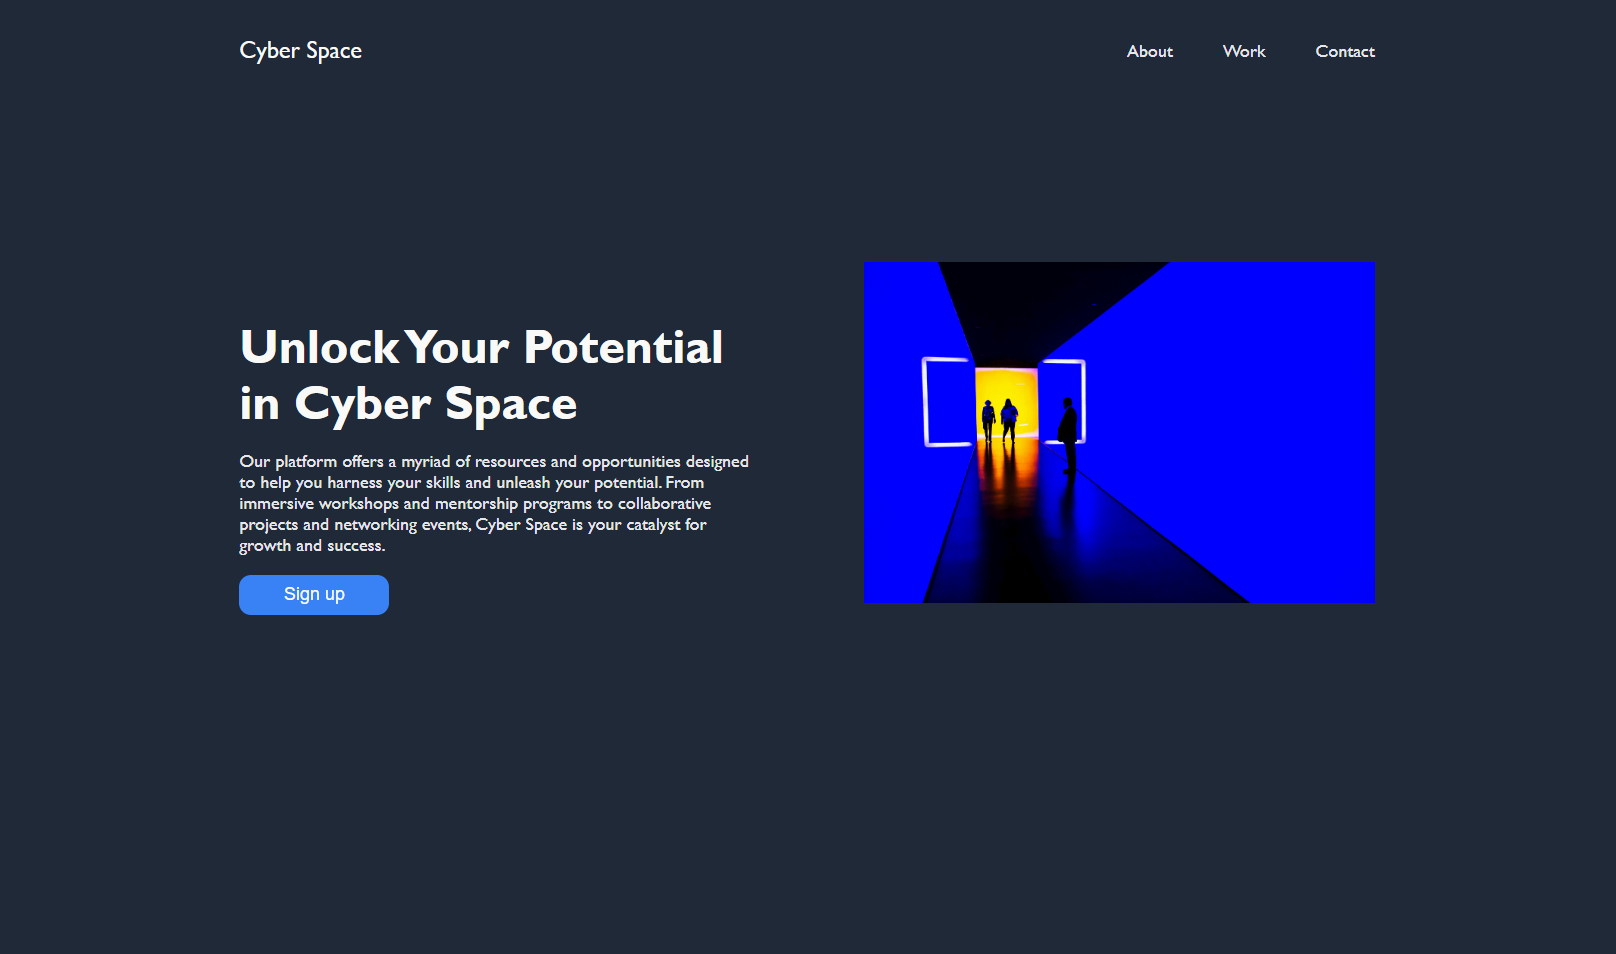 Cyber Space
About Work Contact
Unlock Your Potential
in Cyber Space
Our platform offers a myriad of resources and opportunities designed
to help you harness your skills and unleash your potential. From
immersive workshops and mentorship programs to collaborative
projects and networking events, Cyber Space is your catalyst for
growth and success.
Sign up